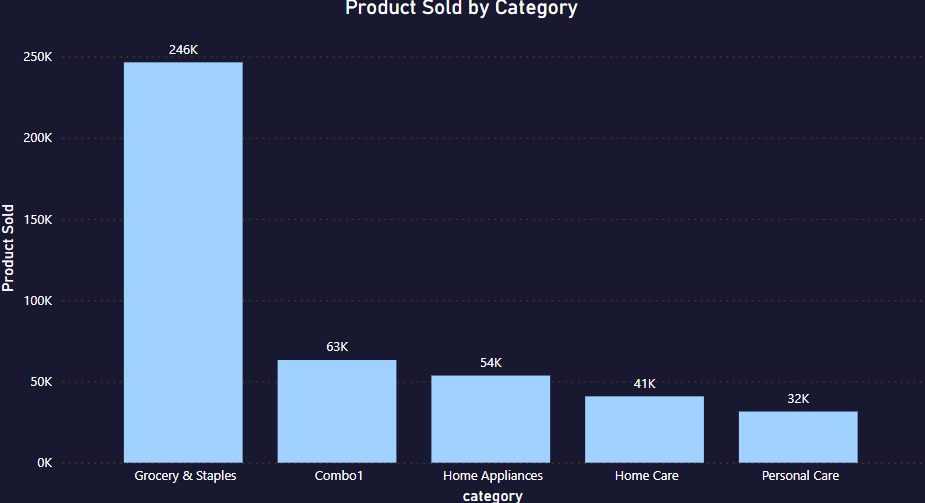 Product Sold by Category
Product Sold
250K
200K
150K
100K
50K
0K
246K
63K
54K
41K
32K
Grocery & Staples
Combo1
Home Appliances
Home Care
Personal Care
category